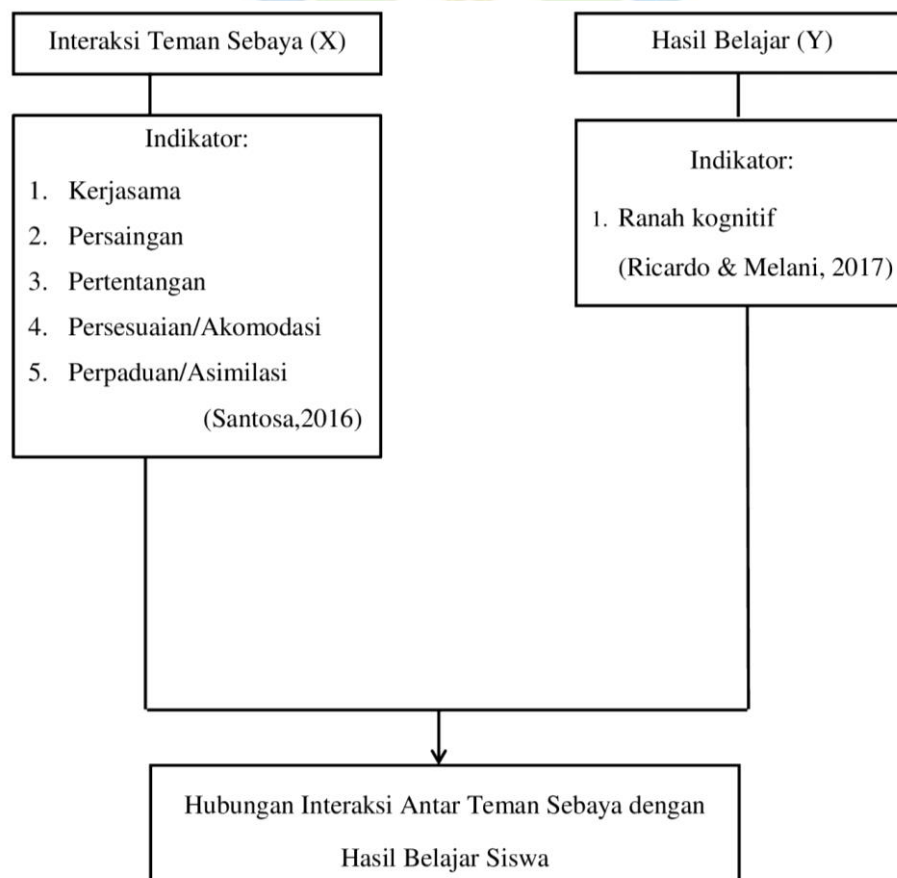 Interaksi Teman Sebaya (X)
Hasil Belajar (Y)
Indikator:
1. Kerjasama
2. Persaingan
3. Pertentangan
4. Persesuaian/Akomodasi
5. Perpaduan/Asimilasi
(Santosa,2016)
Indikator:
1. Ranah kognitif
(Ricardo & Melani, 2017)
Hubungan Interaksi Antar Teman Sebaya dengan
Hasil Belajar Siswa